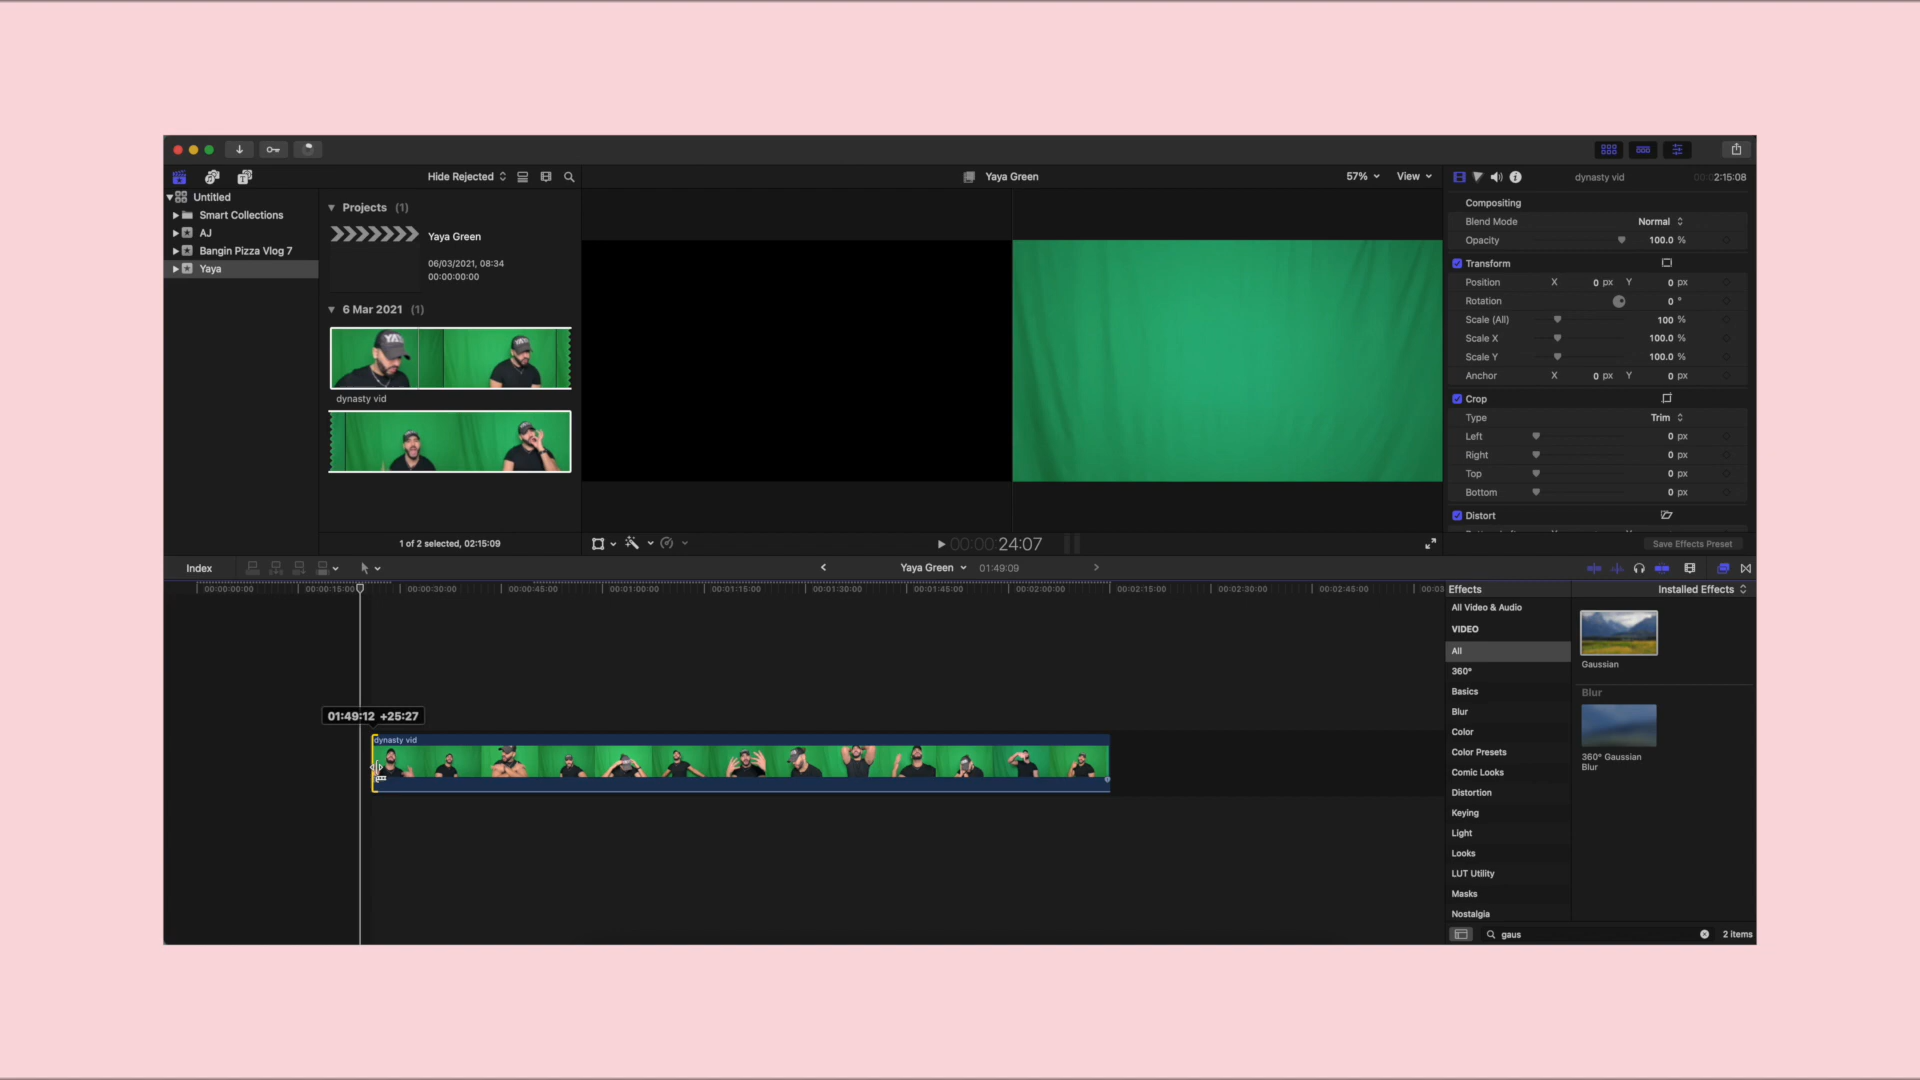 Hide Rejected
Yaya Green
57%
View
dynasty vid
00:02:15:08
Untitled
Smart Collections
AJ
Bangin Pizza Vlog 7
Yaya
Projects (1)
Yaya Green
06/03/2021, 08:34
00:00:00:00
6 Mar 2021 (1)
dynasty vid
1 of 2 selected, 02:15:09
00:00:00:24:07
Compositing
Blend Mode Normal
Opacity 100.0 %
Transform
Position X 0 px Y 0 px
Rotation 0 °
Scale (All) 100 %
Scale X 100.0 %
Scale Y 100.0 %
Anchor X 0 px Y 0 px
Crop
Type Trim
Left 0 px
Right 0 px
Top 0 px
Bottom 0 px
Distort
Save Effects Preset
Index
Yaya Green 01:49:09
00:00:00:00 00:00:15:00 00:00:30:00 00:00:45:00 00:01:00:00 00:01:15:00 00:01:30:00 00:01:45:00 00:02:00:00 00:02:15:00 00:02:30:00 00:02:45:00
01:49:12 +25:27
dynasty vid
Effects
Installed Effects
All Video & Audio
VIDEO
All
360°
Basics
Blur
Color
Color Presets
Comic Looks
Distortion
Keying
Light
Looks
LUT Utility
Masks
Nostalgia
Gaussian
Blur
360° Gaussian
Blur
gaus
2 items